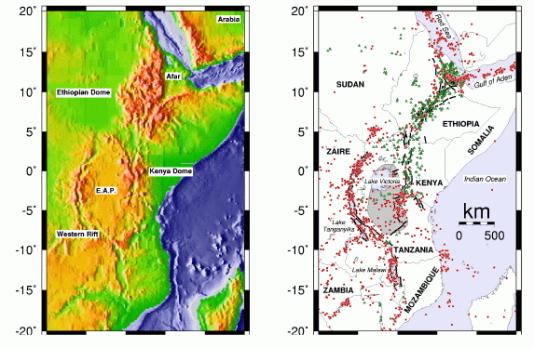 20°
15°
10°
5°
0°
-5°
-10°
-15°
-20°
Arabia
Afar
Ethiopian Dome
Kenya Dome
E.A.P.
Western Rift
20°
15°
10°
5°
0°
-5°
-10°
-15°
-20°
Red Sea
Gulf of Aden
SUDAN
ETHIOPIA
SOMALIA
ZAIRE
Lake Victoria
KENYA
Indian Ocean
km
0 500
Lake
Tanganyika
TANZANIA
Lake Malawi
ZAMBIA
MOZAMBIQUE